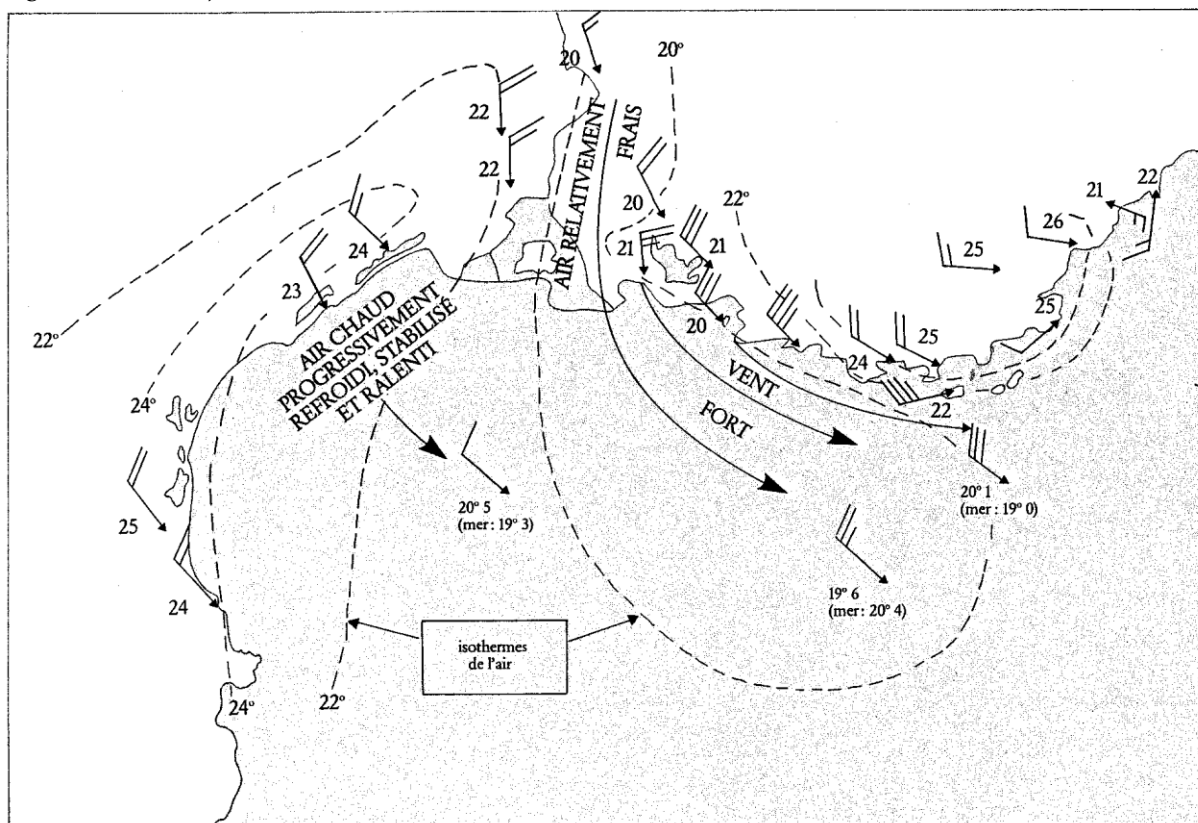 20
20°
22
22
20
AIR RELATIVEMENT
FRAIS
22°
21
22
26
25
24
23
21
21
20
25
25
24
22
22°
AIR CHAUD
PROGRESSIVEMENT
REFROIDI, STABILISÉ
ET RALENTI
24°
VENT
FORT
25
20° 5
(mer : 19° 3)
20° 1
(mer : 19° 0)
24
19° 6
(mer : 20° 4)
isothermes
de l'air
24°
22°